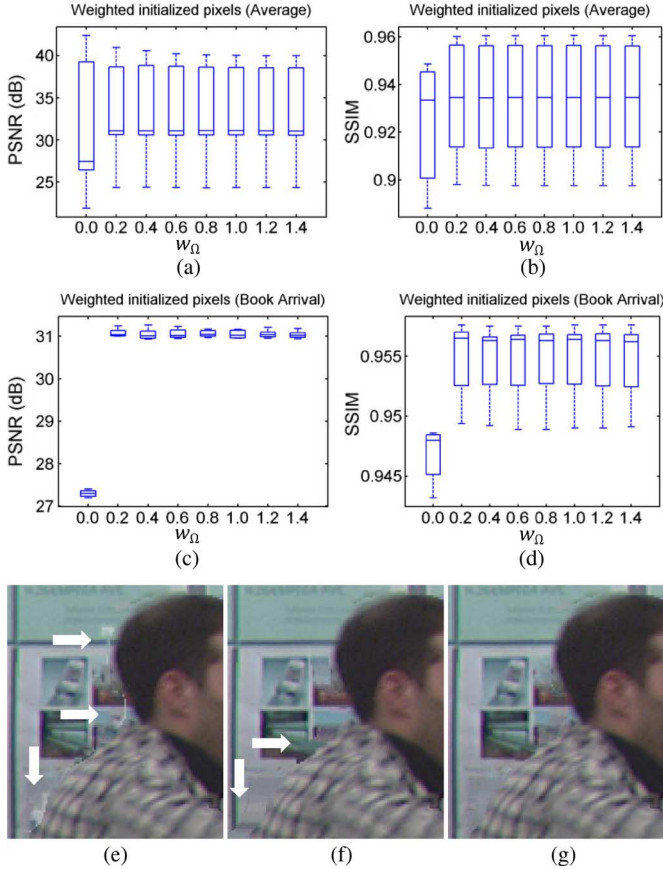 Weighted initialized pixels (Average)
PSNR (dB)
40
35
30
25
0.0 0.2 0.4 0.6 0.8 1.0 1.2 1.4
wΩ
(a)
Weighted initialized pixels (Average)
SSIM
0.96
0.94
0.92
0.9
0.0 0.2 0.4 0.6 0.8 1.0 1.2 1.4
wΩ
(b)
Weighted initialized pixels (Book Arrival)
PSNR (dB)
31
30
29
28
27
0.0 0.2 0.4 0.6 0.8 1.0 1.2 1.4
wΩ
(c)
Weighted initialized pixels (Book Arrival)
SSIM
0.955
0.95
0.945
0.0 0.2 0.4 0.6 0.8 1.0 1.2 1.4
wΩ
(d)
(e)
(f)
(g)